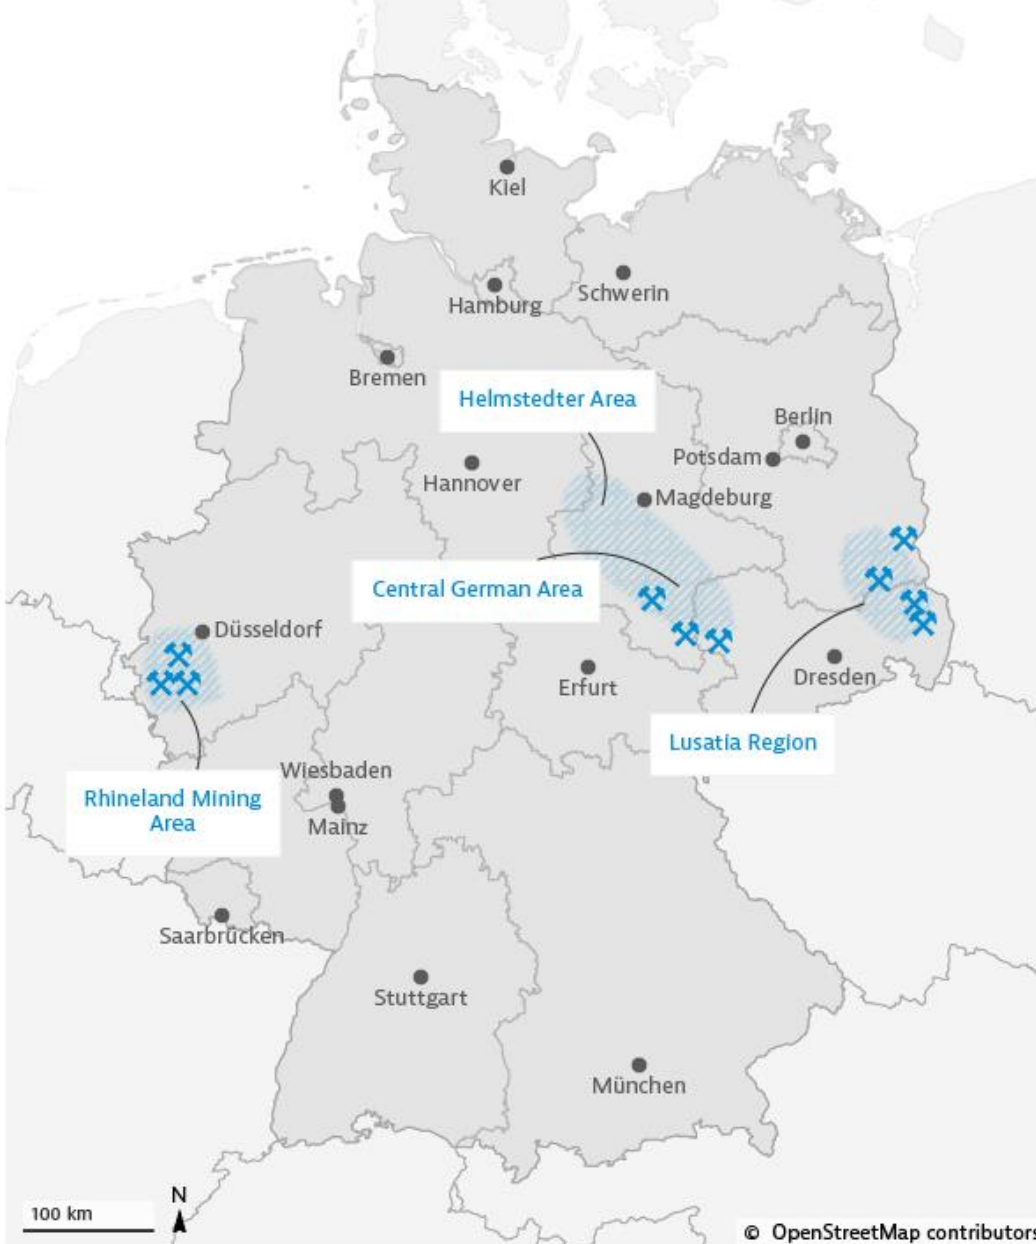 Kiel
Schwerin
Hamburg
Bremen
Helmstedter Area
Berlin
Potsdam
Hannover
Magdeburg
Central German Area
Düsseldorf
Erfurt
Dresden
Lusatia Region
Wiesbaden
Rhineland Mining
Area
Mainz
Saarbrücken
Stuttgart
München
N
100 km
© OpenStreetMap contributors